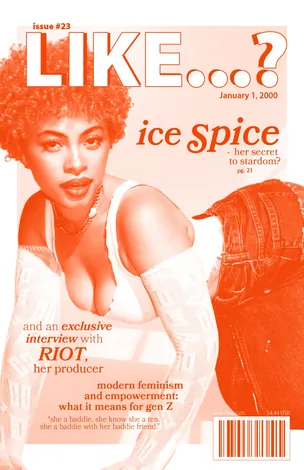 issue #23
LIKE...?
January 1, 2000
ice Spice
- her secret
to stardom?
pg. 21
and an exclusive
interview with
RIOT,
her producer
modern feminism
and empowerment:
what it means for gen Z
"she a baddie, she know she a ten,
she a baddie with her baddie friend."